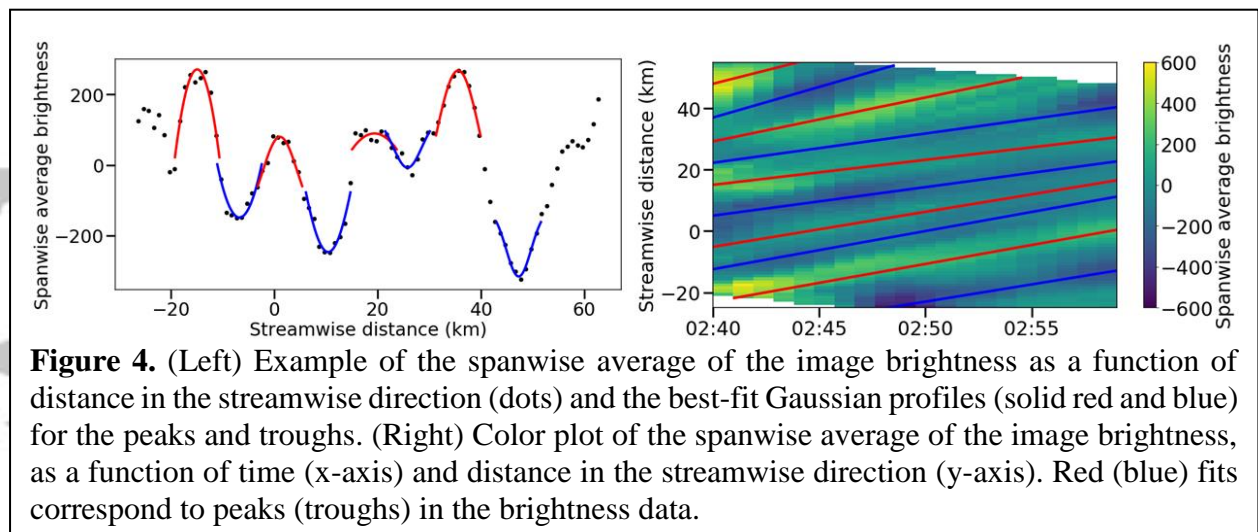 Spanwise average brightness
200
0
−200
−20
0
20
40
60
Streamwise distance (km)
Streamwise distance (km)
40
20
0
−20
02:40
02:45
02:50
02:55
600
400
200
0
−200
−400
−600
Spanwise average brightness
Figure 4. (Left) Example of the spanwise average of the image brightness as a function of
distance in the streamwise direction (dots) and the best-fit Gaussian profiles (solid red and blue)
for the peaks and troughs. (Right) Color plot of the spanwise average of the image brightness,
as a function of time (x-axis) and distance in the streamwise direction (y-axis). Red (blue) fits
correspond to peaks (troughs) in the brightness data.